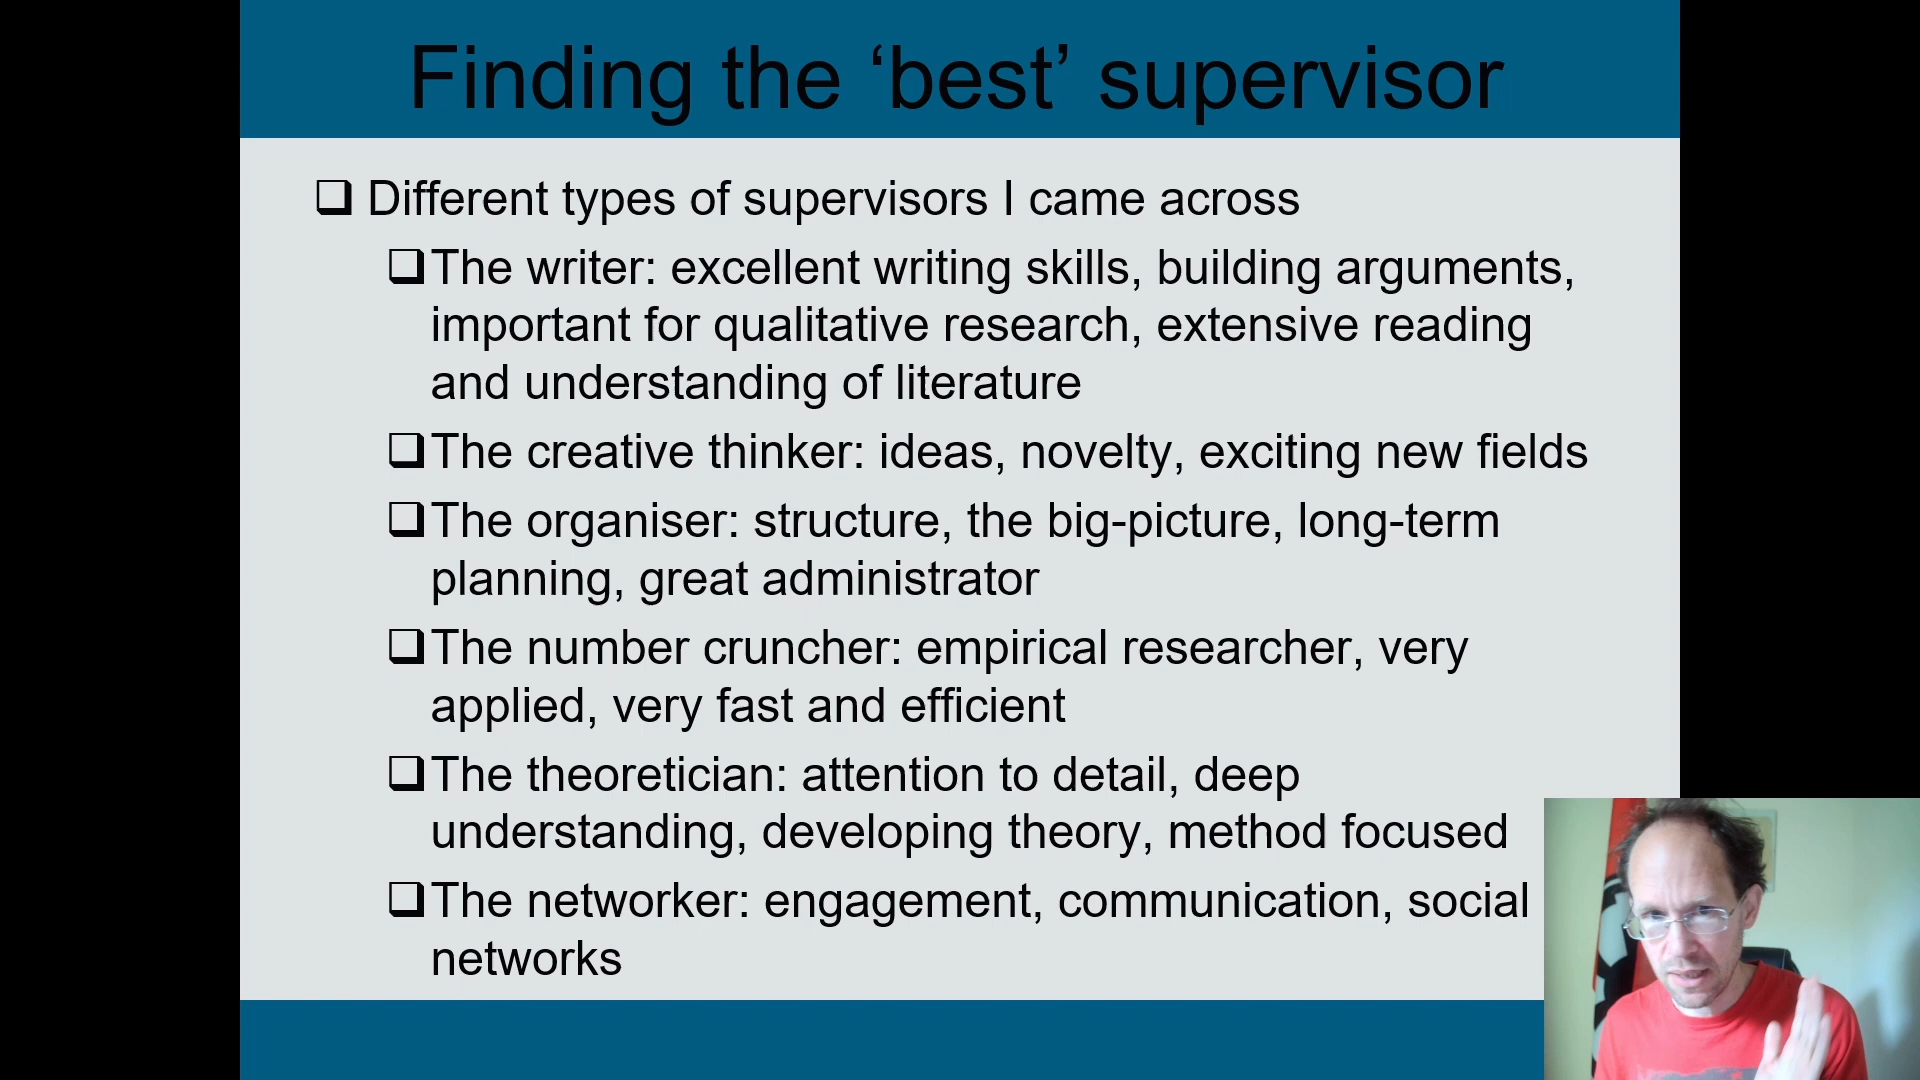 Finding the ‘best’ supervisor
❑ Different types of supervisors I came across
❑The writer: excellent writing skills, building arguments,
important for qualitative research, extensive reading
and understanding of literature
❑The creative thinker: ideas, novelty, exciting new fields
❑The organiser: structure, the big-picture, long-term
planning, great administrator
❑The number cruncher: empirical researcher, very
applied, very fast and efficient
❑The theoretician: attention to detail, deep
understanding, developing theory, method focused
❑The networker: engagement, communication, social
networks